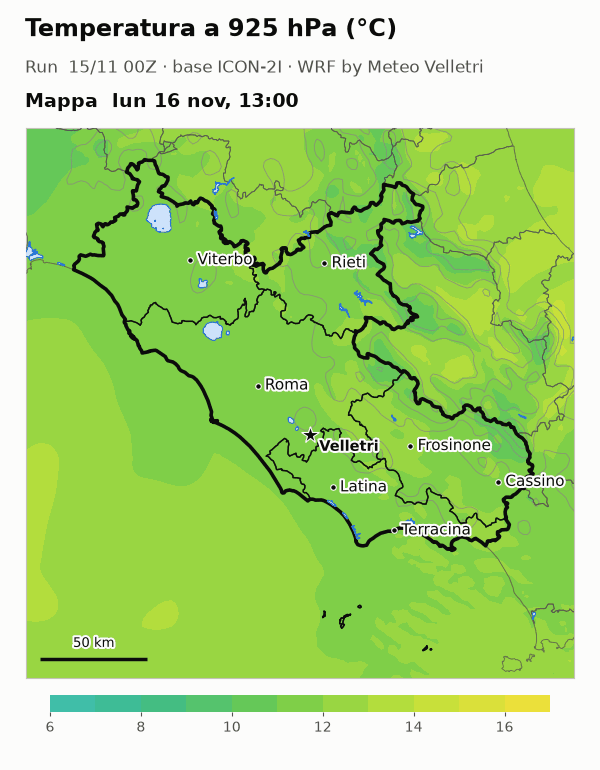 Temperatura a 925 hPa (°C)
Run  15/11 00Z · base ICON-2I · WRF by Meteo Velletri
Mappa  lun 16 nov, 13:00
Viterbo
Rieti
Roma
Velletri
Frosinone
Cassino
Latina
Terracina
50 km
6 8 10 12 14 16